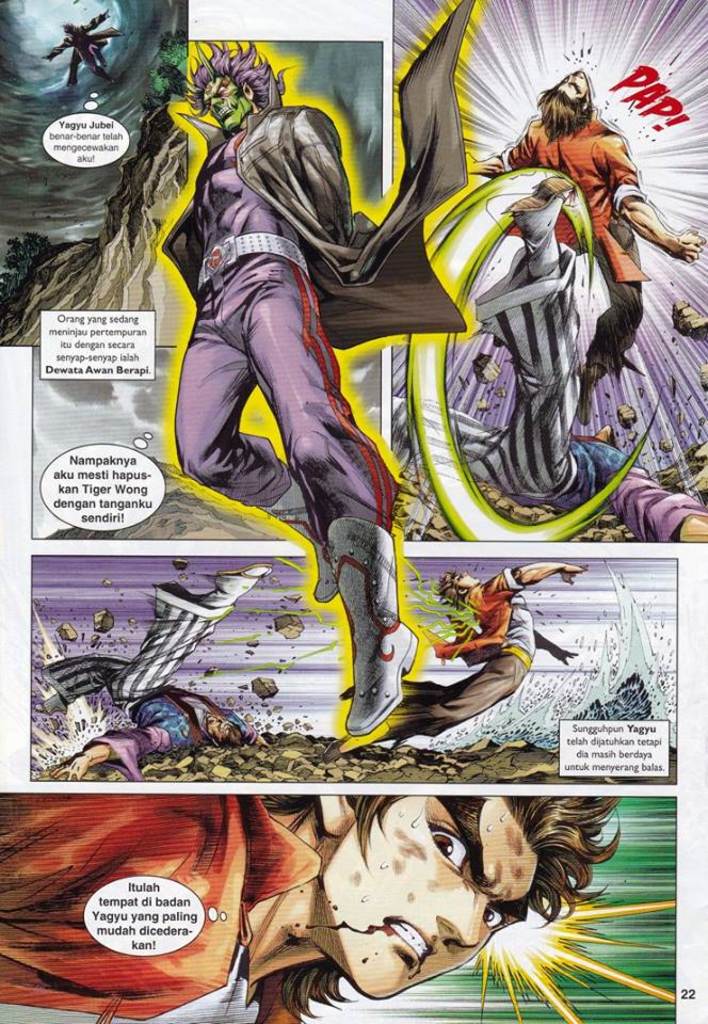 Yagyu Jubei
benar-benar telah
mengecewakan
aku!
PAP!
Orang yang sedang
meninjau pertempuran
itu dengan secara
senyap-senyap ialah
Dewata Awan Berapi.
Nampaknya
aku mesti hapus-
kan Tiger Wong
dengan tanganku
sendiri!
Sungguhpun Yagyu
telah dijatuhkan tetapi
dia masih berdaya
untuk menyerang balas.
Itulah
tempat di badan
Yagyu yang paling
mudah dicedera-
kan!
22